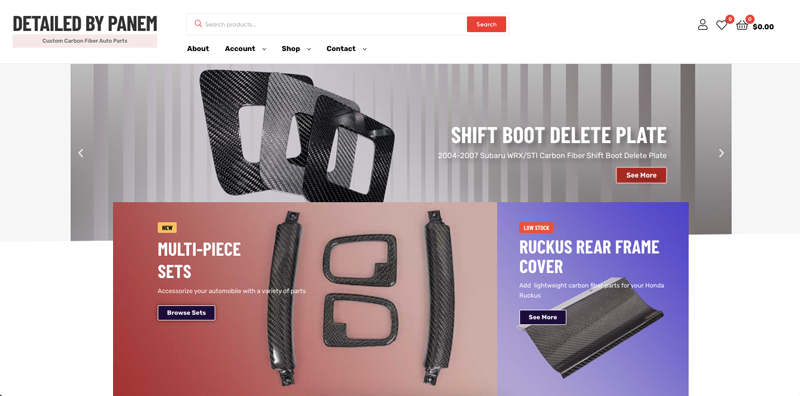 DETAILED BY PANEM
Custom Carbon Fiber Auto Parts
Search products...
Search
0
0
$0.00
About
Account
Shop
Contact
SHIFT BOOT DELETE PLATE
2004-2007 Subaru WRX/STI Carbon Fiber Shift Boot Delete Plate
See More
NEW
MULTI-PIECE
SETS
Accessorize your automobile with a variety of parts
Browse Sets
LOW STOCK
RUCKUS REAR FRAME
COVER
Add lightweight carbon fiber parts for your Honda
Ruckus
See More